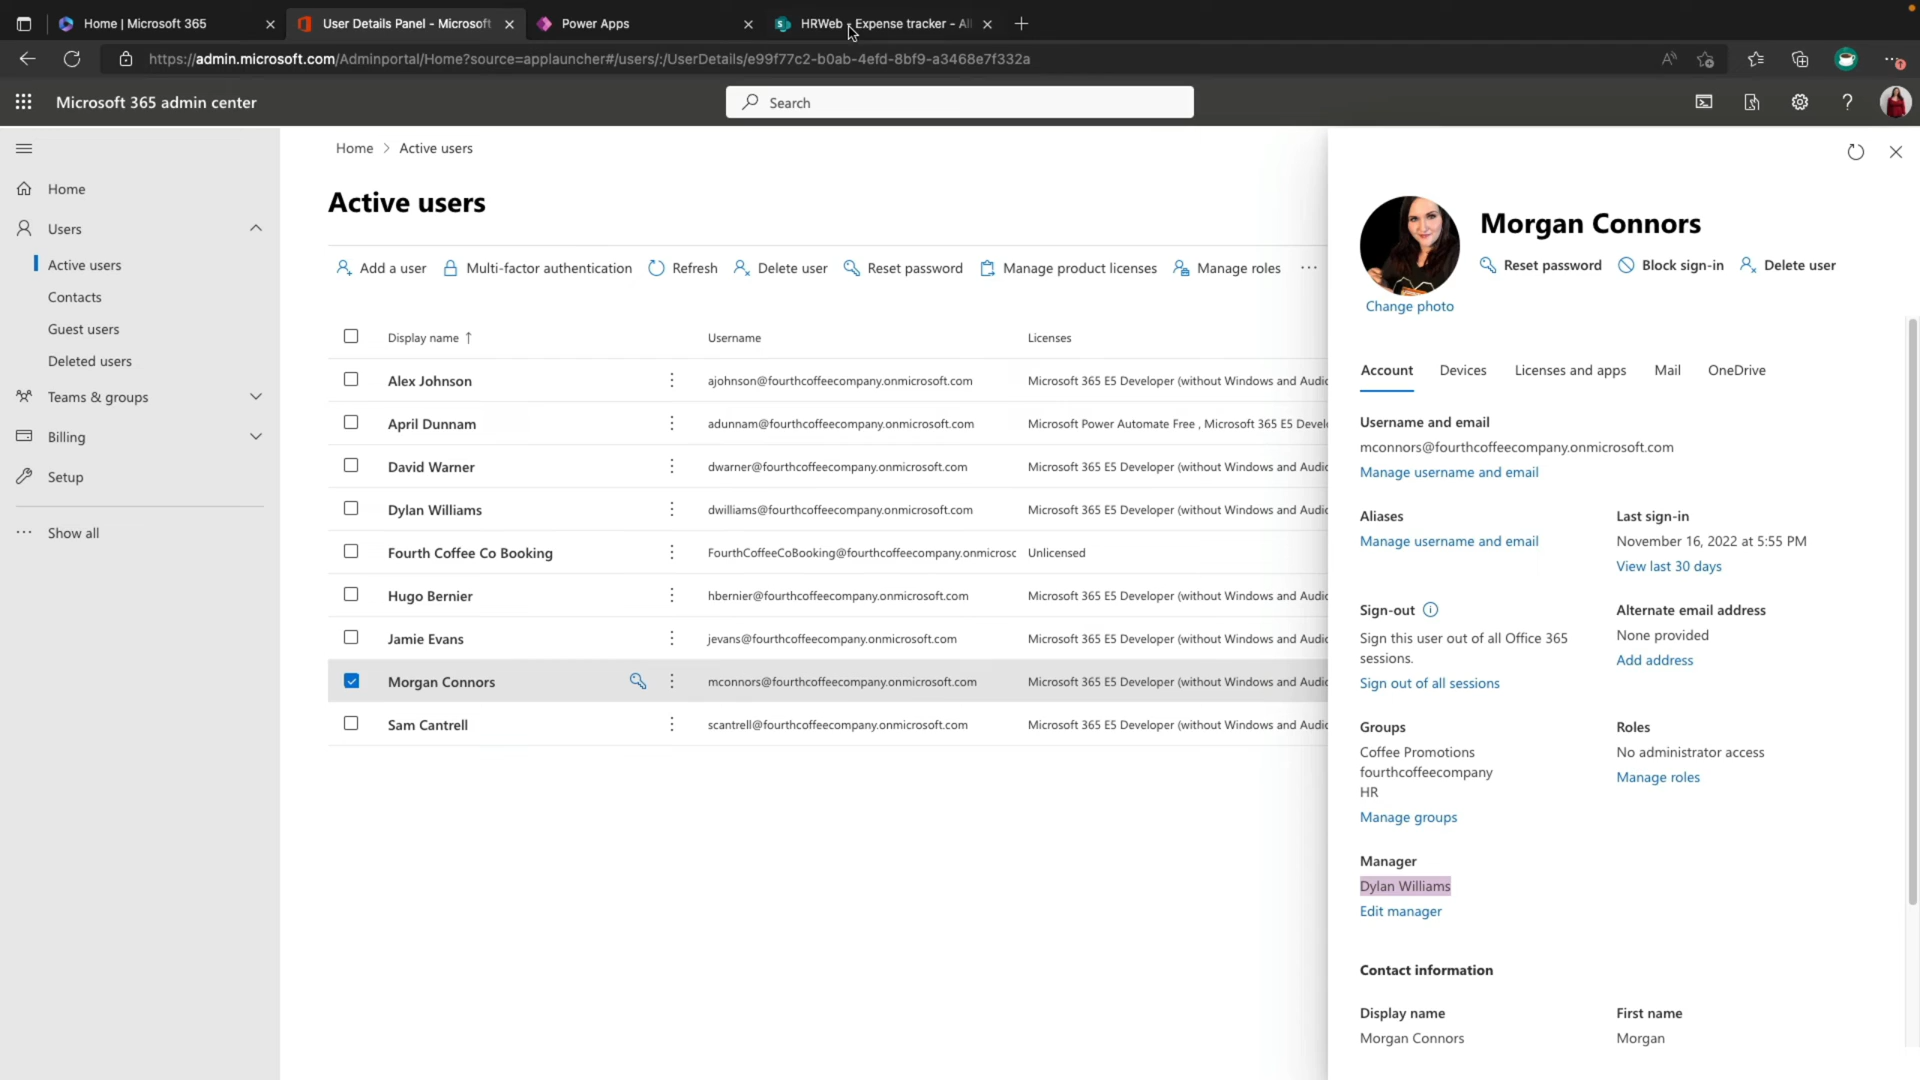 Home | Microsoft 365
User Details Panel - Microsoft
Power Apps
HRWeb - Expense tracker - All
https://admin.microsoft.com/Adminportal/Home?source=applauncher#/users/:/UserDetails/e99f77c2-b0ab-4efd-8bf9-a3468e7f332a
Microsoft 365 admin center
Search
Home
Users
Active users
Contacts
Guest users
Deleted users
Teams & groups
Billing
Setup
Show all
Home > Active users
Active users
Add a user
Multi-factor authentication
Refresh
Delete user
Reset password
Manage product licenses
Manage roles
Display name ↑ Username Licenses
Alex Johnson ajohnson@fourthcoffeecompany.onmicrosoft.com Microsoft 365 E5 Developer (without Windows and Audio
April Dunnam adunnam@fourthcoffeecompany.onmicrosoft.com Microsoft Power Automate Free , Microsoft 365 E5 Devel
David Warner dwarner@fourthcoffeecompany.onmicrosoft.com Microsoft 365 E5 Developer (without Windows and Audio
Dylan Williams dwilliams@fourthcoffeecompany.onmicrosoft.com Microsoft 365 E5 Developer (without Windows and Audio
Fourth Coffee Co Booking FourthCoffeeCoBooking@fourthcoffeecompany.onmicrosc Unlicensed
Hugo Bernier hbernier@fourthcoffeecompany.onmicrosoft.com Microsoft 365 E5 Developer (without Windows and Audio
Jamie Evans jevans@fourthcoffeecompany.onmicrosoft.com Microsoft 365 E5 Developer (without Windows and Audio
Morgan Connors mconnors@fourthcoffeecompany.onmicrosoft.com Microsoft 365 E5 Developer (without Windows and Audio
Sam Cantrell scantrell@fourthcoffeecompany.onmicrosoft.com Microsoft 365 E5 Developer (without Windows and Audio
Morgan Connors
Reset password
Block sign-in
Delete user
Change photo
Account Devices Licenses and apps Mail OneDrive
Username and email
mconnors@fourthcoffeecompany.onmicrosoft.com
Manage username and email
Aliases
Manage username and email
Last sign-in
November 16, 2022 at 5:55 PM
View last 30 days
Sign-out
Sign this user out of all Office 365
sessions.
Sign out of all sessions
Alternate email address
None provided
Add address
Groups
Coffee Promotions
fourthcoffeecompany
HR
Manage groups
Roles
No administrator access
Manage roles
Manager
Dylan Williams
Edit manager
Contact information
Display name
Morgan Connors
First name
Morgan